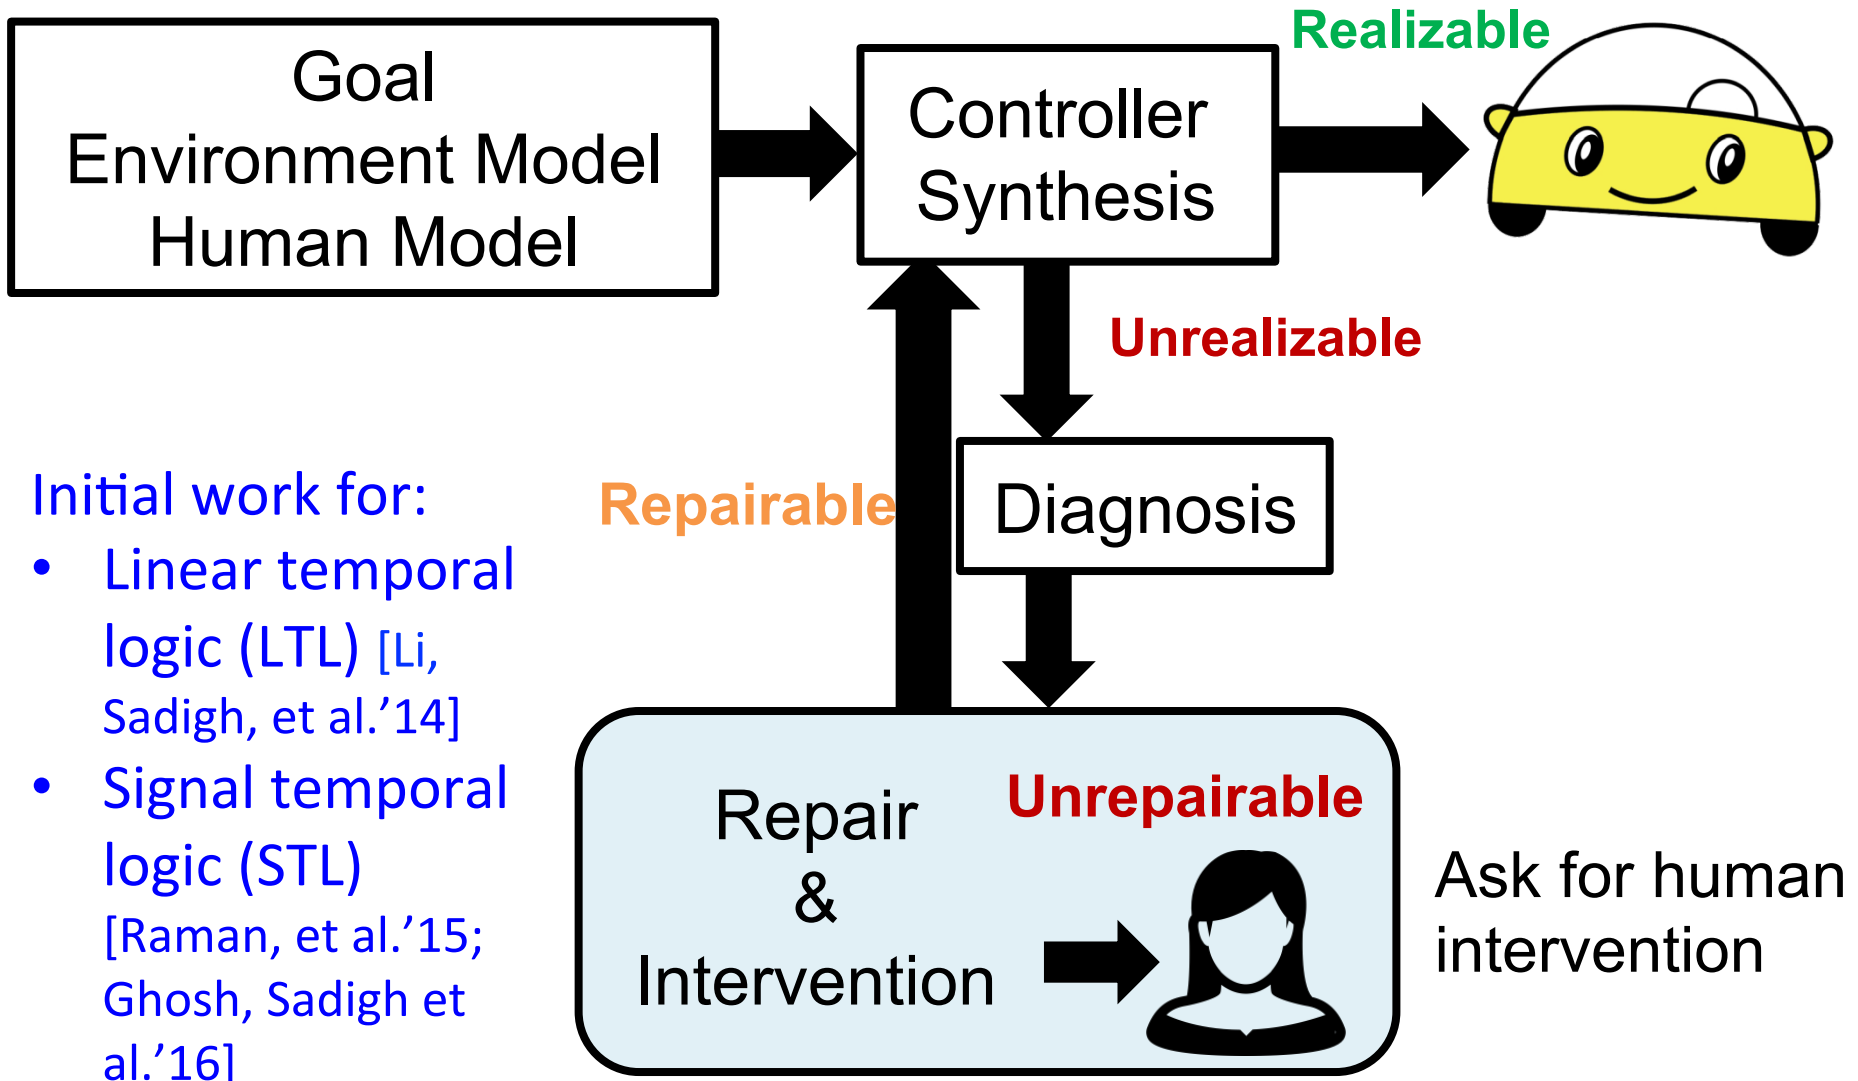 Goal
Environment Model
Human Model
Controller
Synthesis
Realizable
Unrealizable
Repairable
Diagnosis
Initial work for:
• Linear temporal
logic (LTL) [Li,
Sadigh, et al.’14]
• Signal temporal
logic (STL)
[Raman, et al.’15;
Ghosh, Sadigh et
al.’16]
Repair
&
Intervention
Unrepairable
Ask for human
intervention